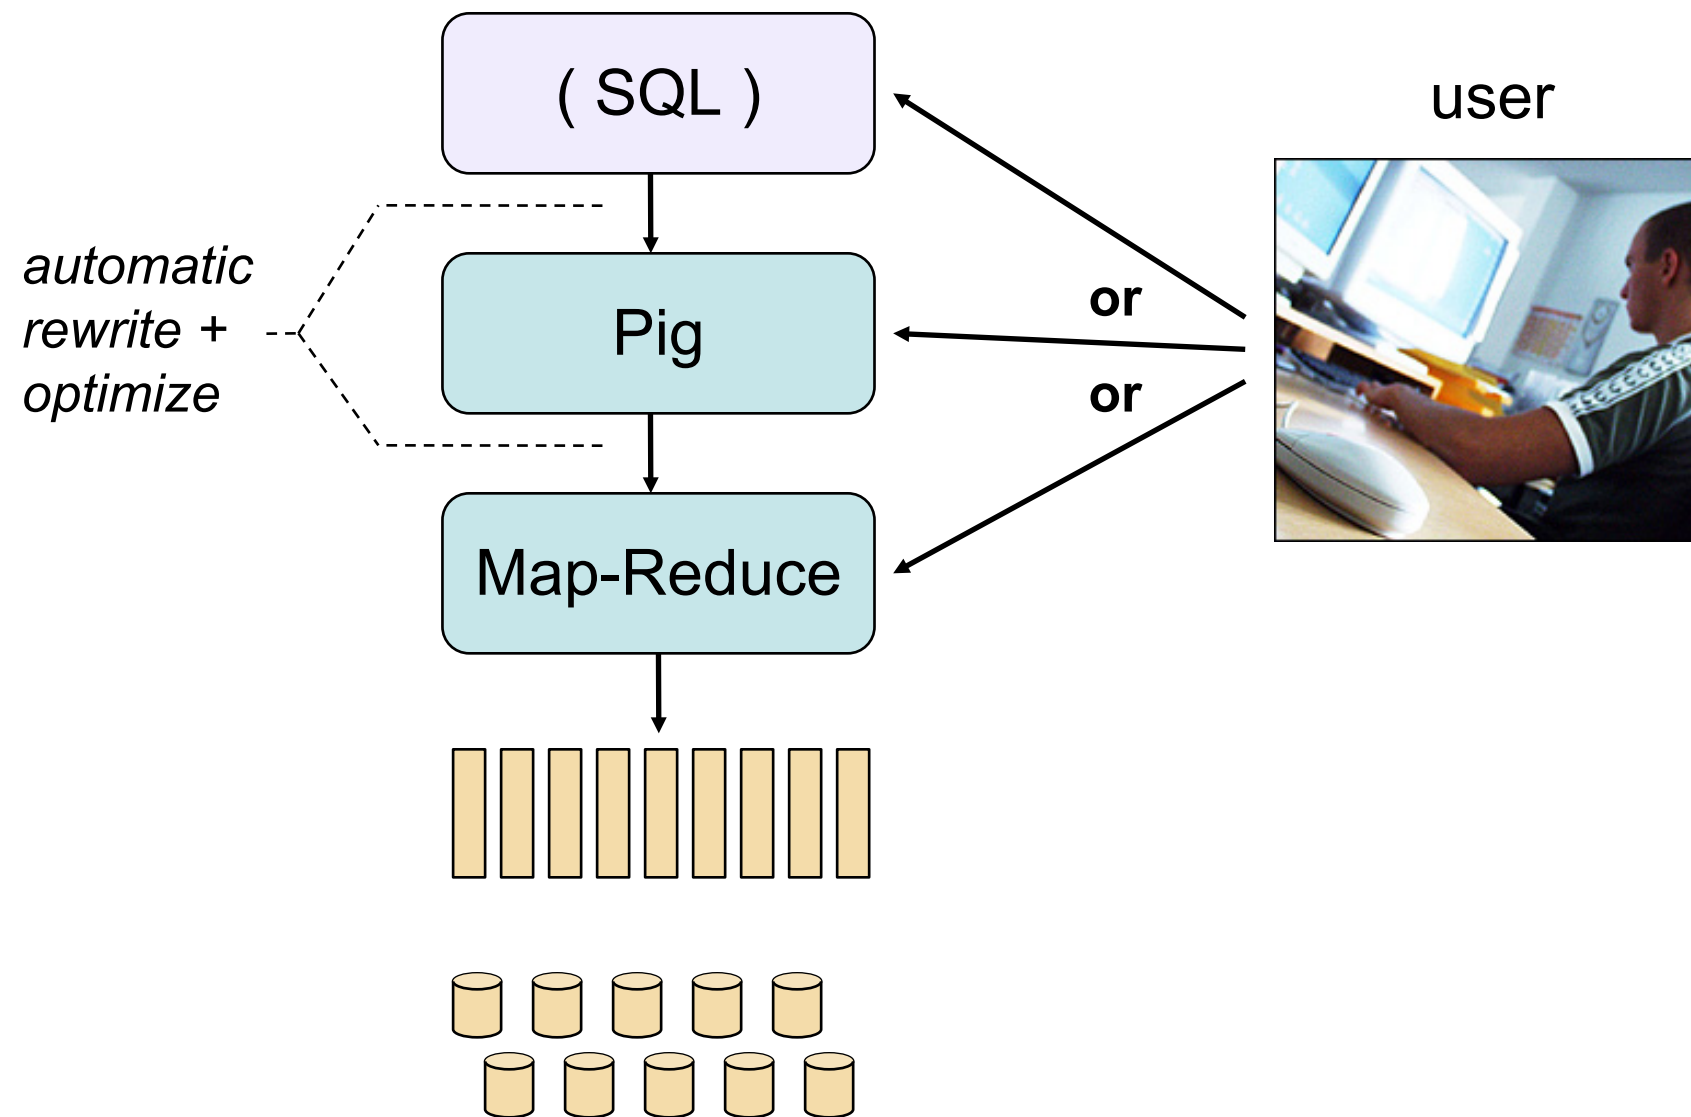 ( SQL )
user
automatic
rewrite +
optimize
or
Pig
or
Map-Reduce